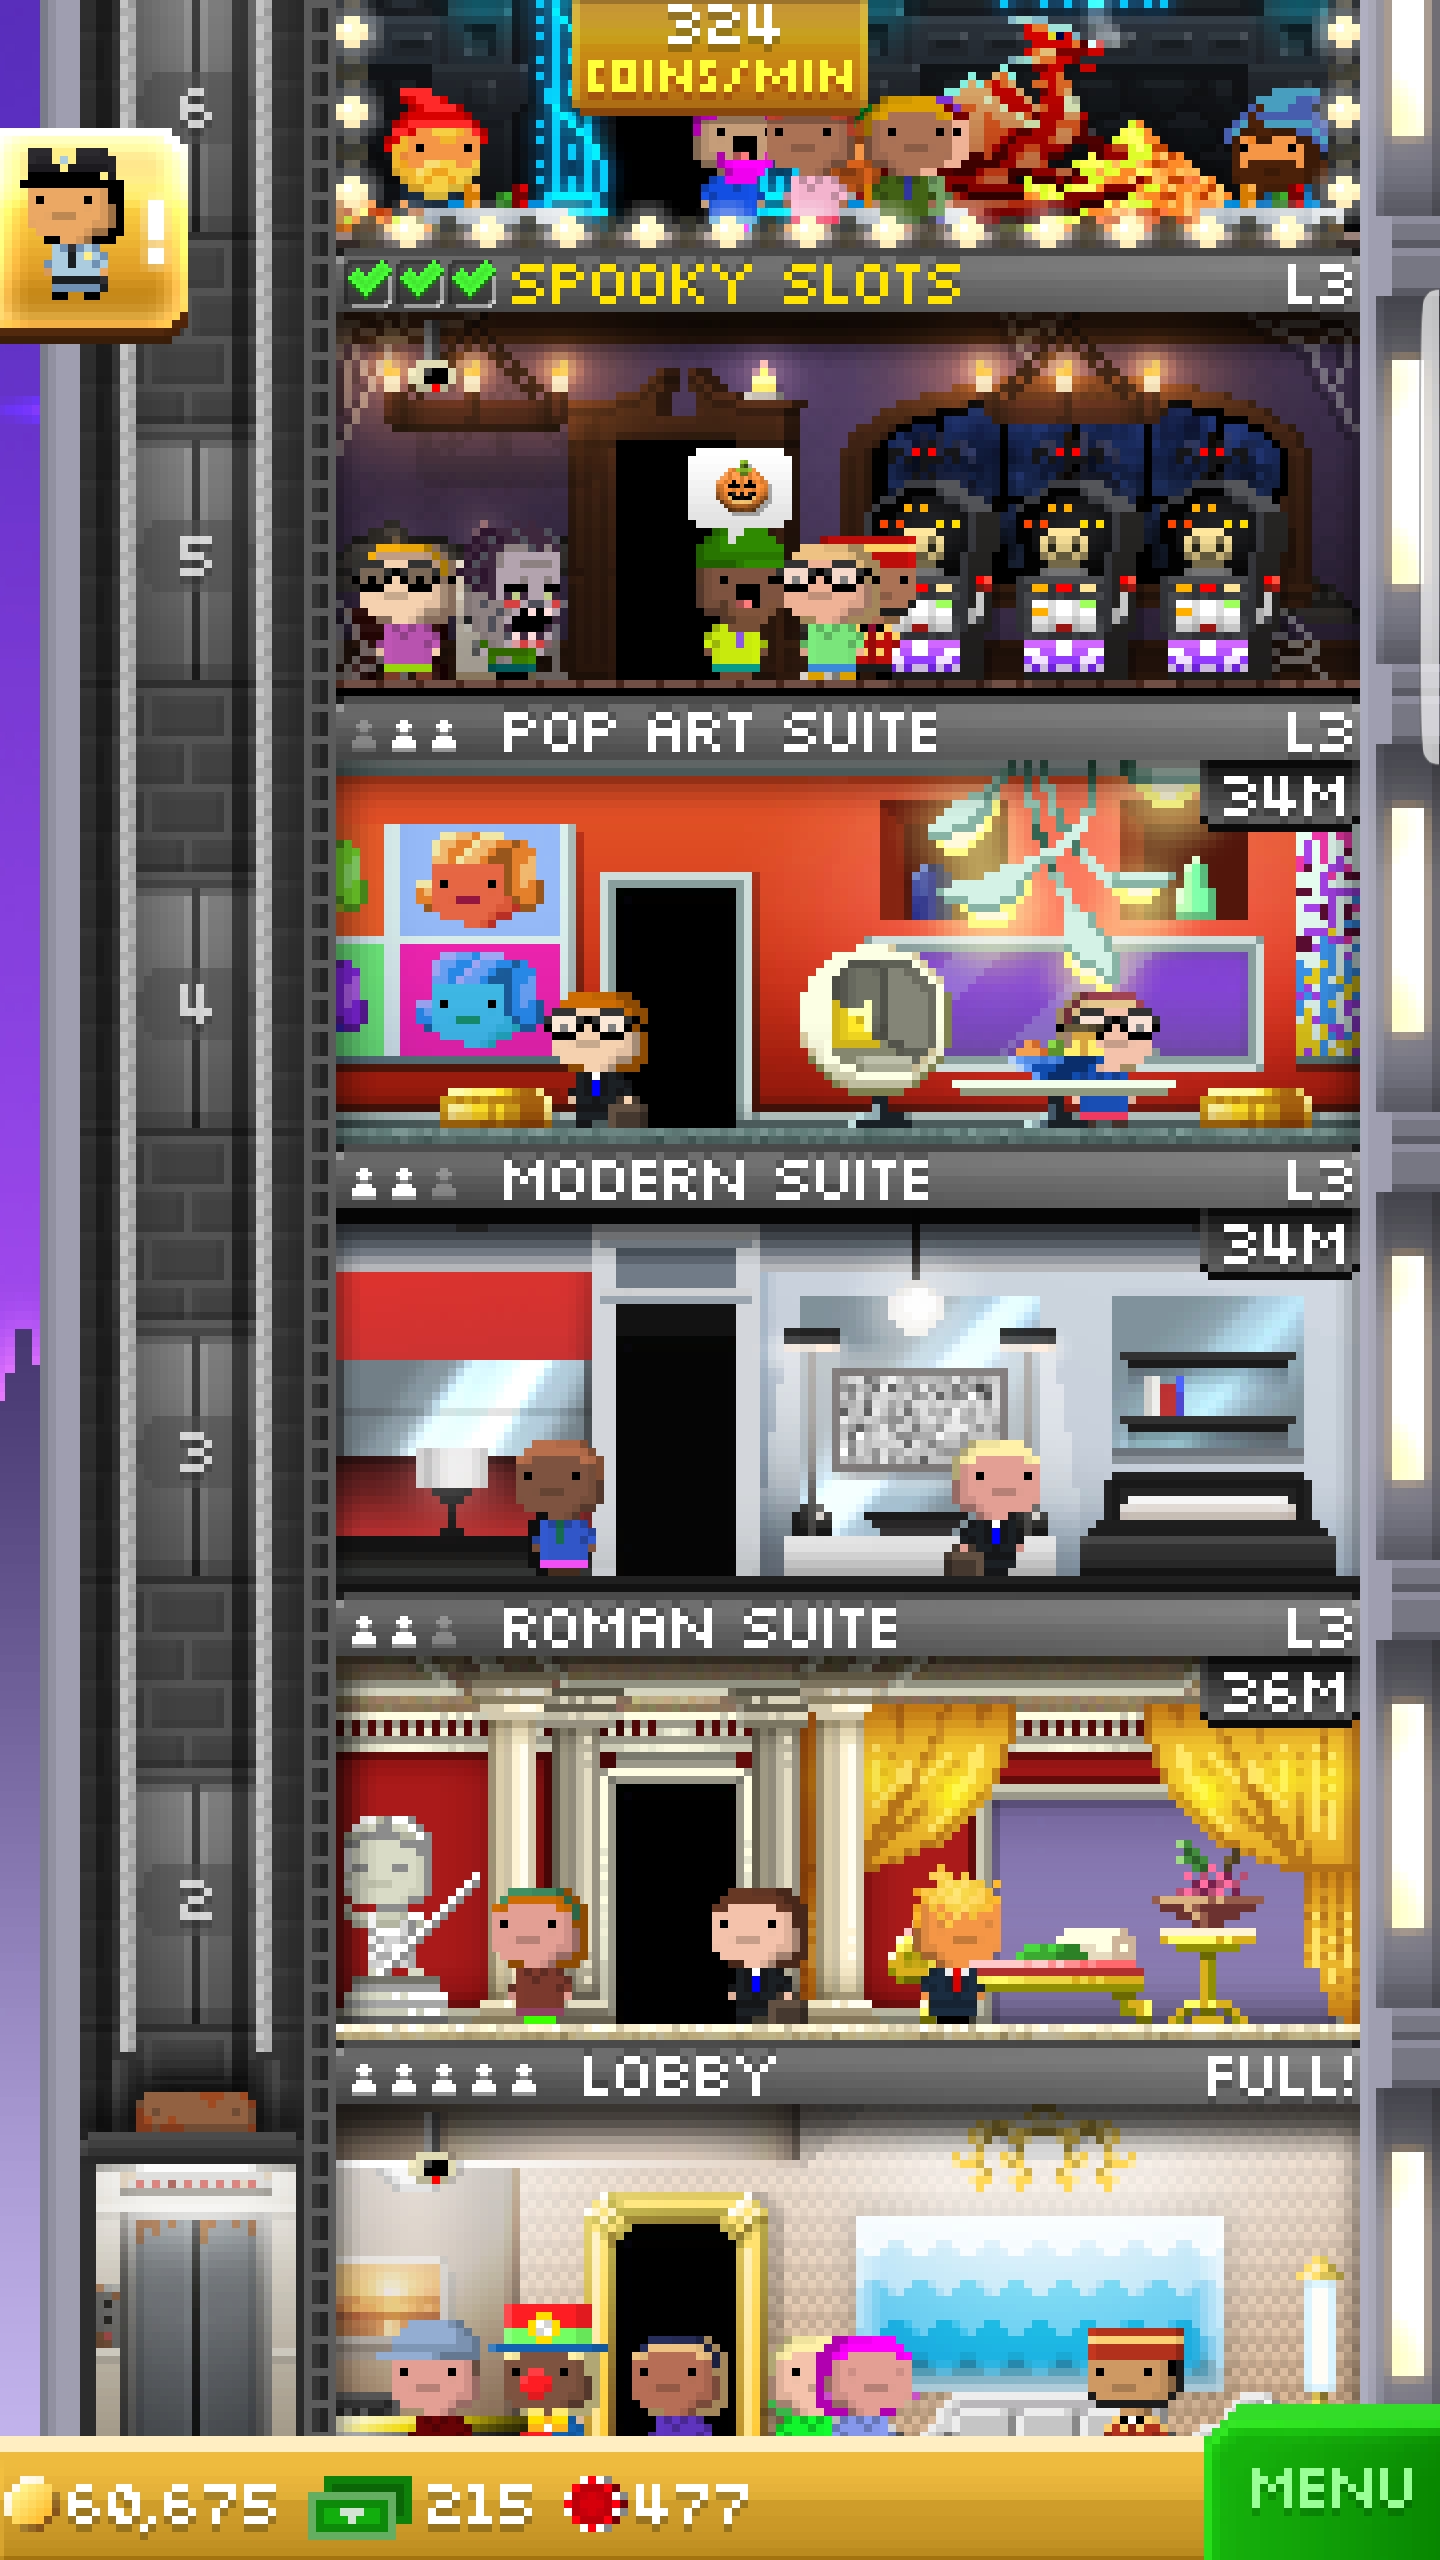 324
COINS/MIN
6
!
SPOOKY SLOTS L3
5
POP ART SUITE L3
34M
4
MODERN SUITE L3
34M
3
ROMAN SUITE L3
36M
2
LOBBY FULL!
60,675 215 477 MENU